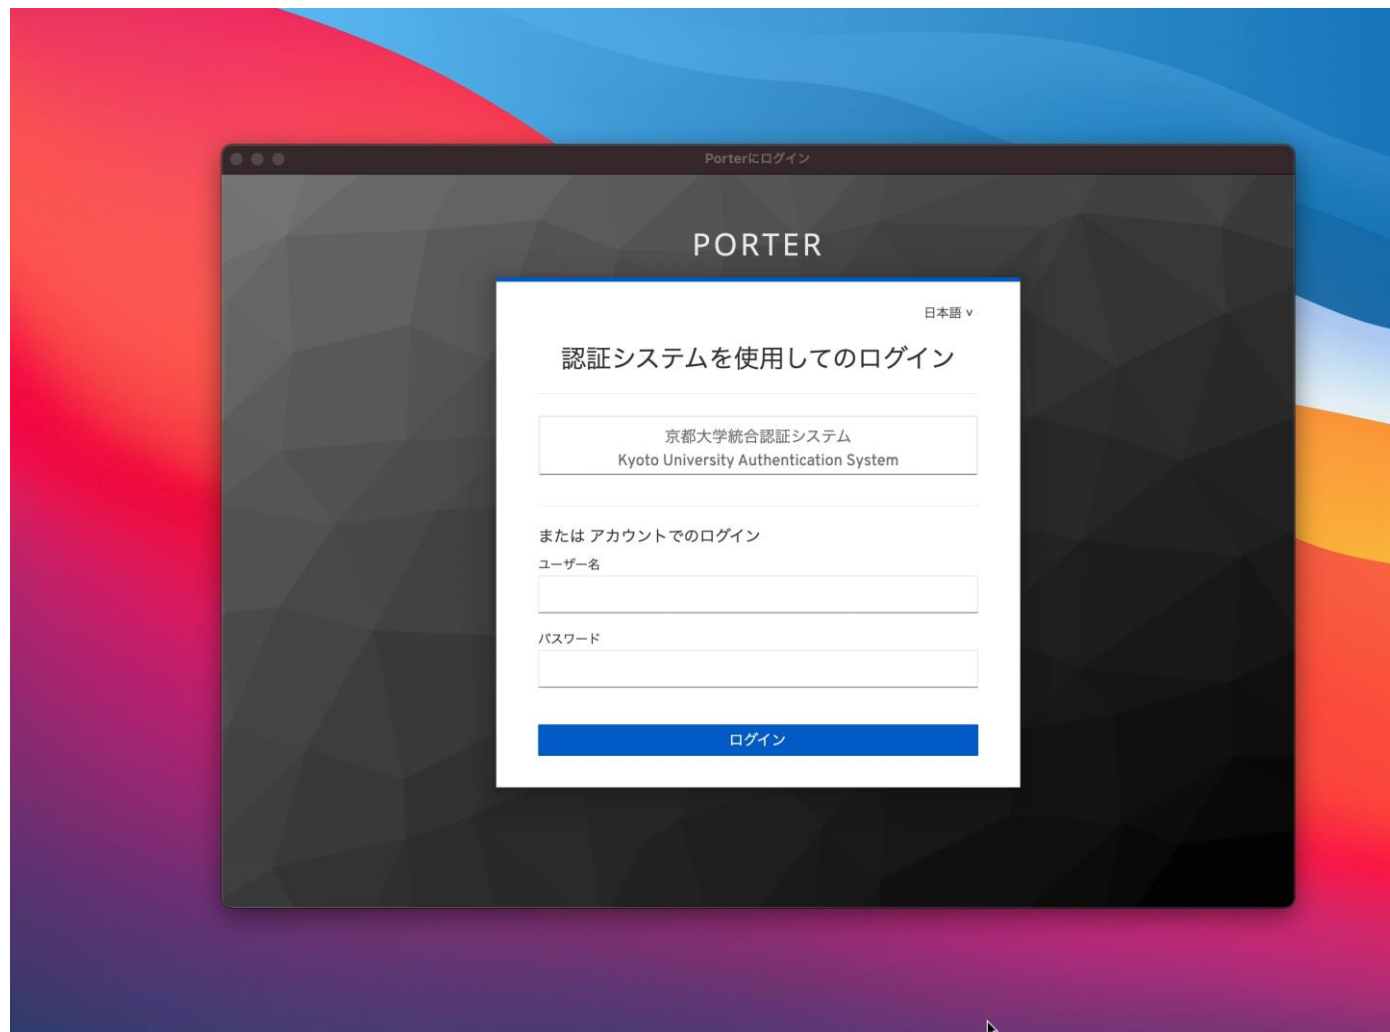 Porterにログイン
PORTER
日本語 ∨
認証システムを使用してのログイン
京都大学統合認証システム
Kyoto University Authentication System
または アカウントでのログイン
ユーザー名
パスワード
ログイン